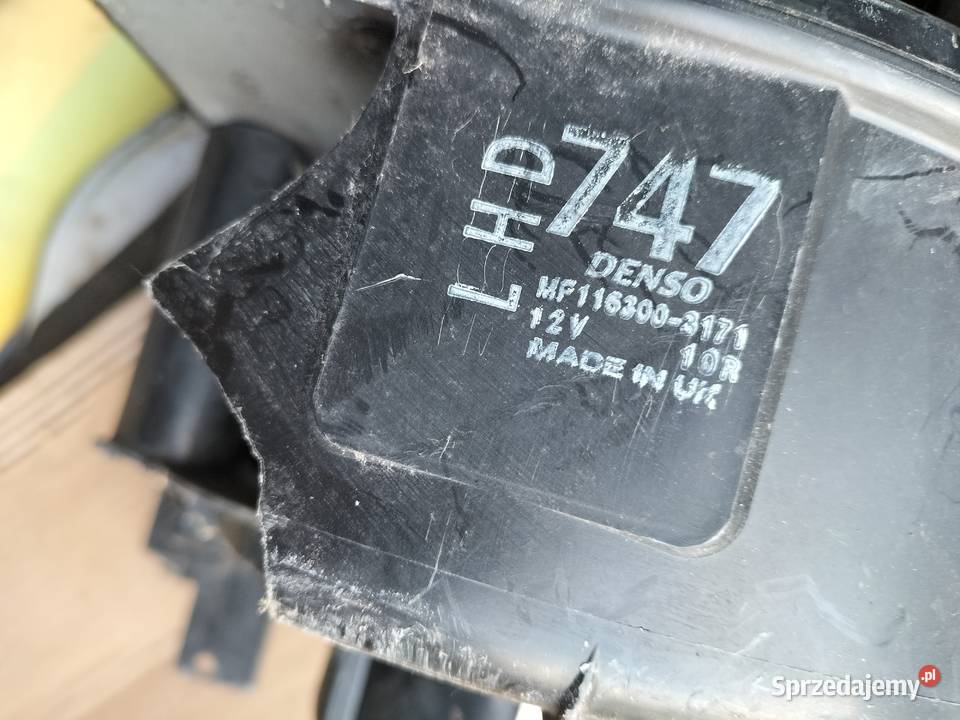 LHD
747
DENSO
MF116300-3171
12V 10R
MADE IN UK
Sprzedajemy.pl